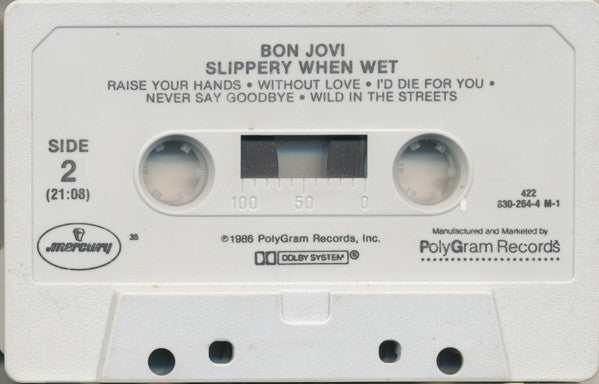 BON JOVI
SLIPPERY WHEN WET
RAISE YOUR HANDS • WITHOUT LOVE • I'D DIE FOR YOU •
NEVER SAY GOODBYE • WILD IN THE STREETS
SIDE
2
(21:08)
100 50 0
422
830-264-4 M-1
mercury
35
℗1986 PolyGram Records, Inc.
DOLBY SYSTEM®
Manufactured and Marketed by
PolyGram Records